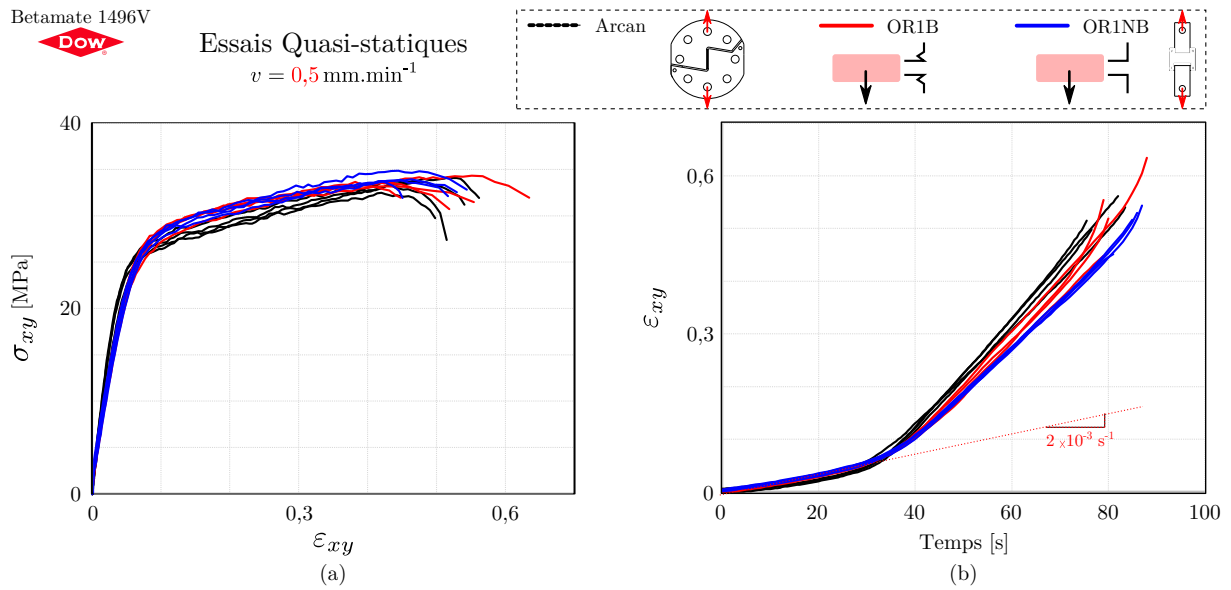 Betamate 1496V
DOW
Essais Quasi-statiques
v = 0,5 mm.min⁻¹
Arcan
OR1B
OR1NB
40
20
0
σxy [MPa]
0
0,3
0,6
εxy
(a)
0,6
0,3
0
εxy
2 ×10⁻³ s⁻¹
0
20
40
60
80
100
Temps [s]
(b)